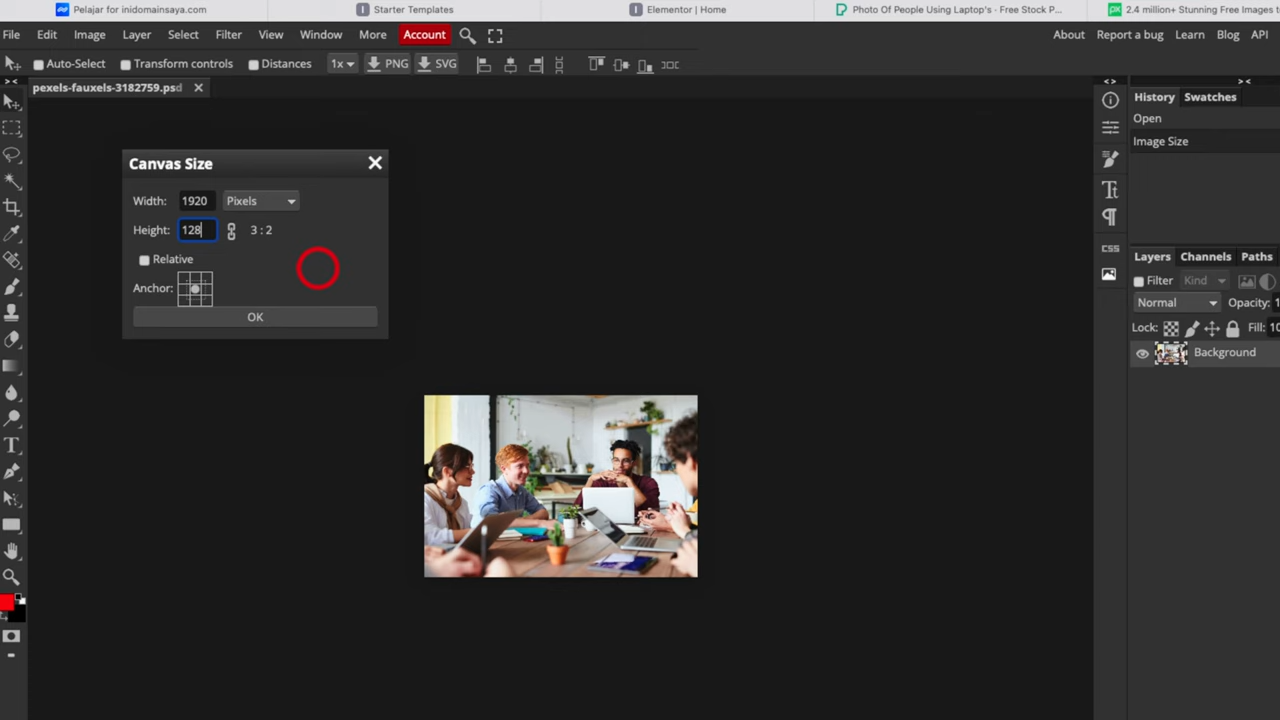 Pelajar for inidomainsaya.com
Starter Templates
Elementor | Home
Photo Of People Using Laptop's · Free Stock P...
2.4 million+ Stunning Free Images to
File Edit Image Layer Select Filter View Window More Account
About Report a bug Learn Blog API
Auto-Select Transform controls Distances 1x PNG SVG
pexels-fauxels-3182759.psd
History Swatches
Open
Image Size
Canvas Size
Width: 1920 Pixels
Height: 128 3 : 2
Relative
Anchor:
OK
CSS
Layers Channels Paths
Filter Kind
Normal Opacity: 1
Lock: Fill: 10
Background